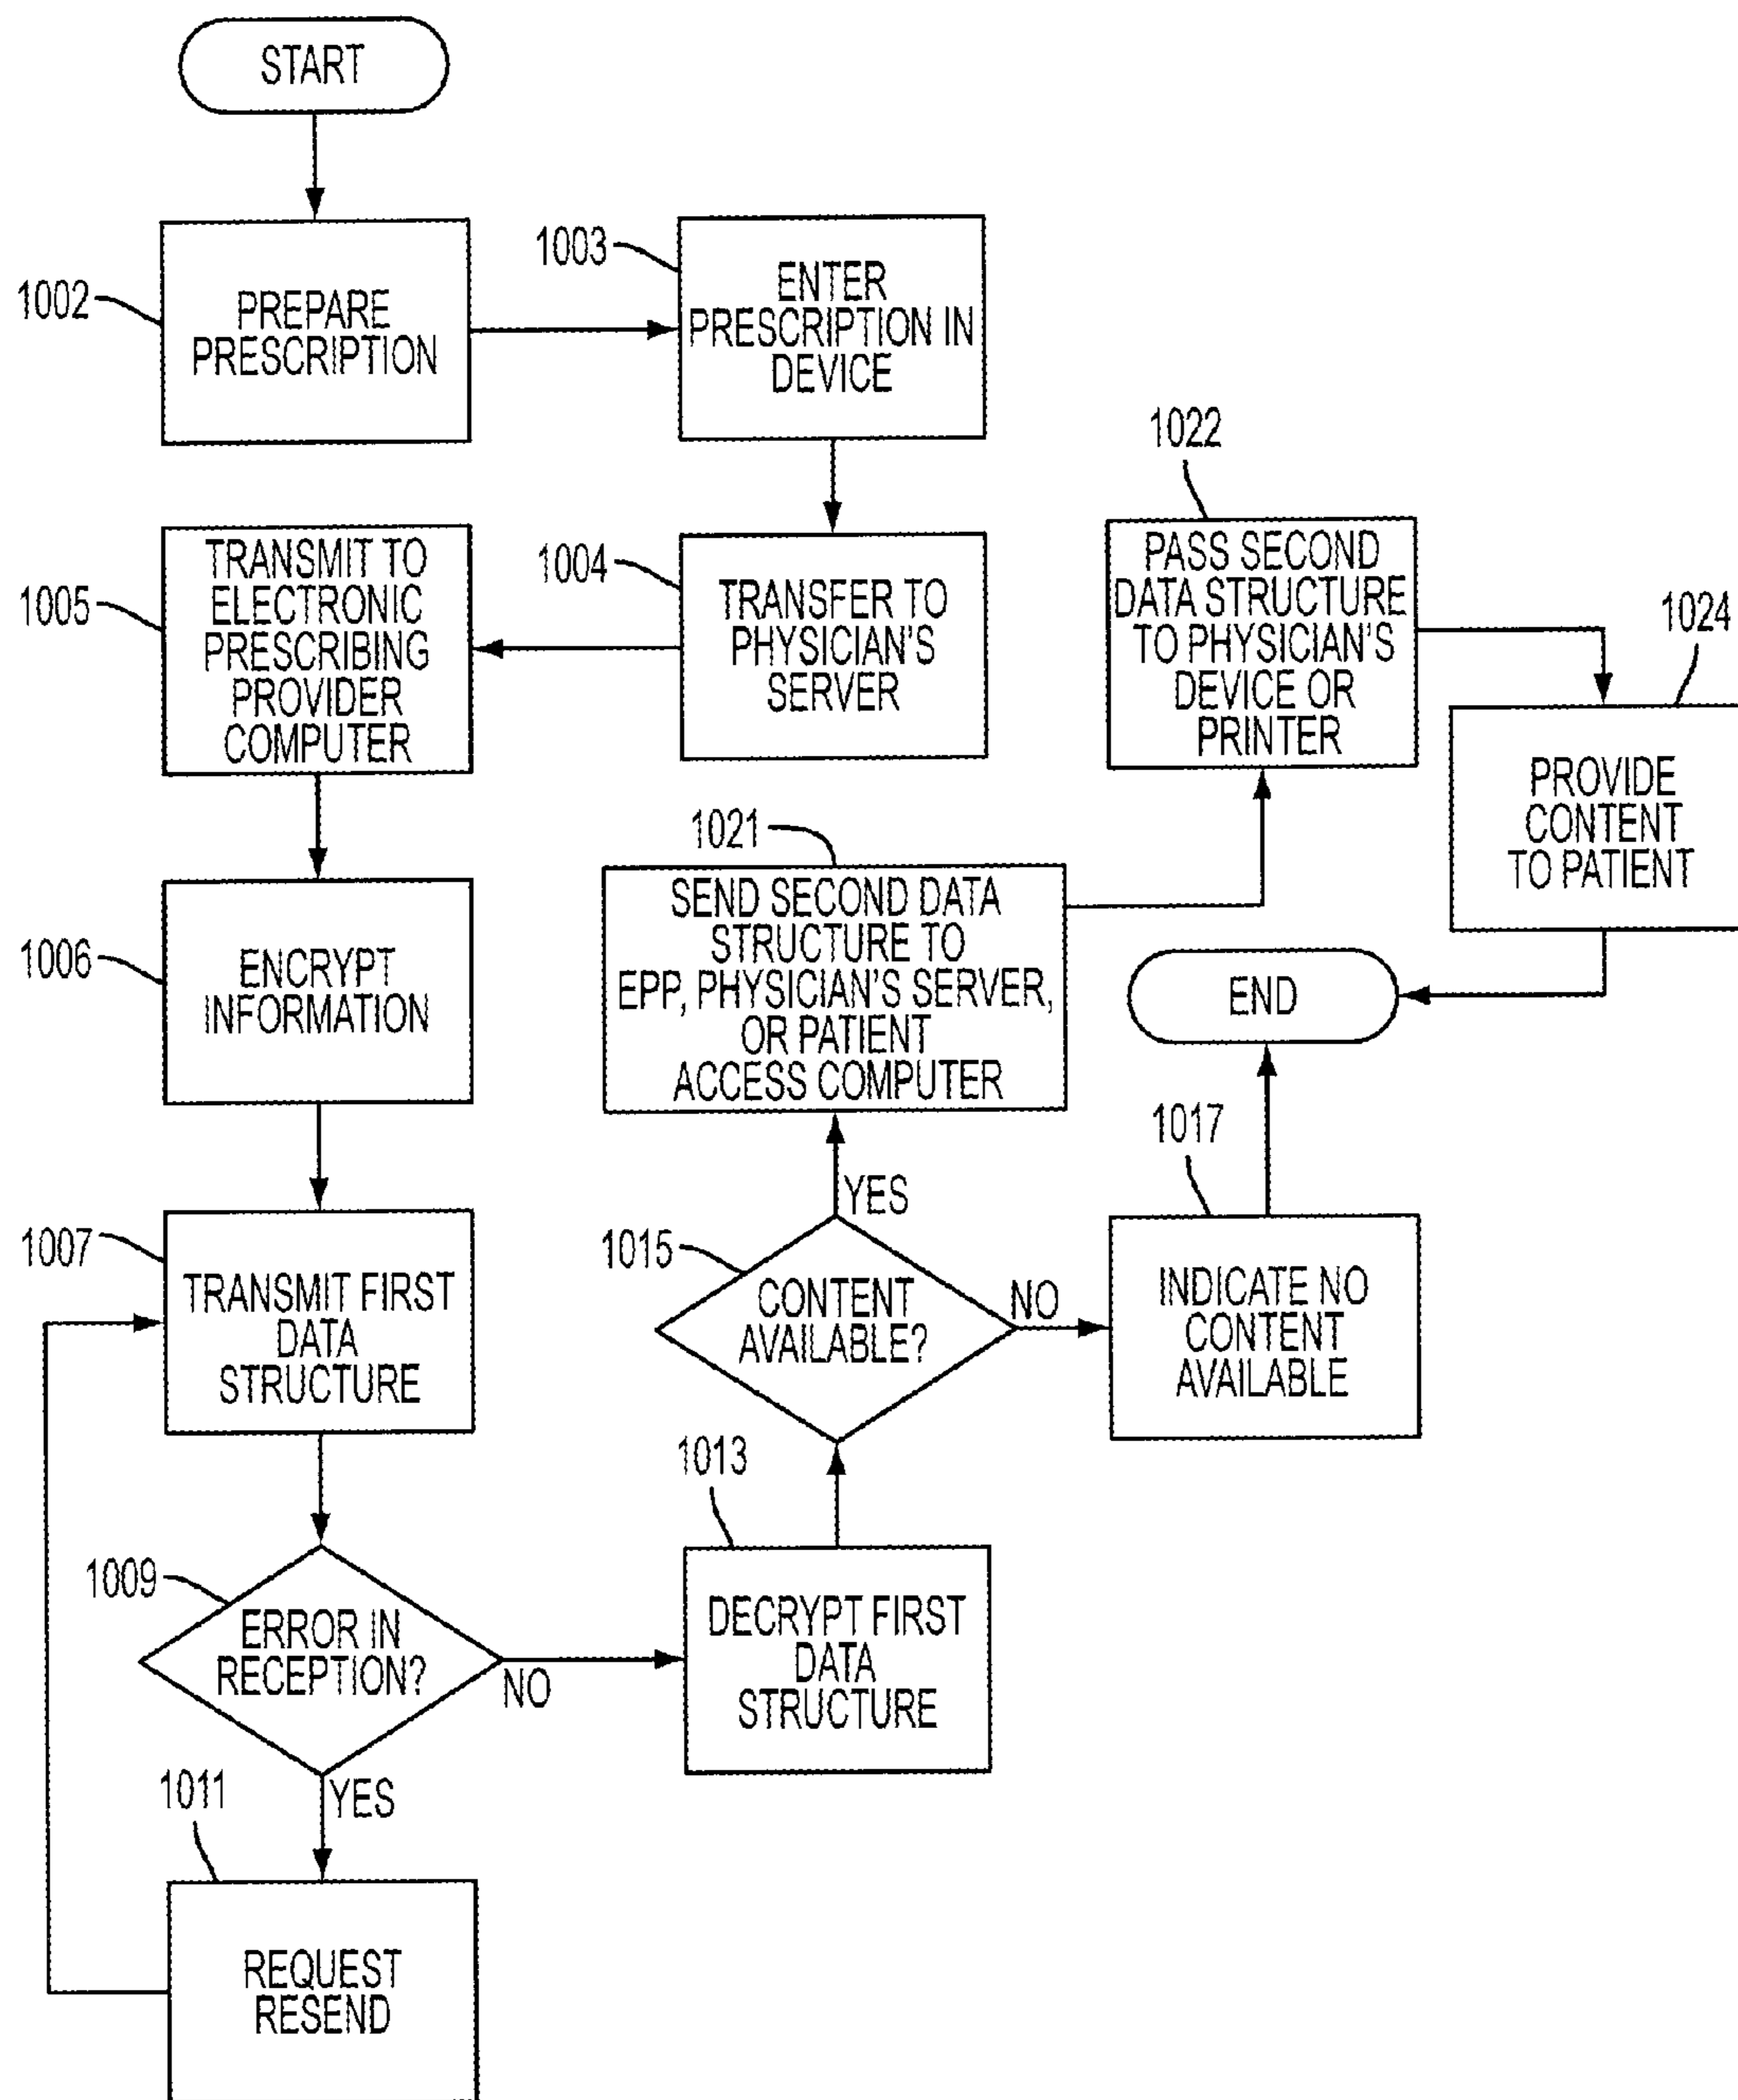 START
1002
PREPARE
PRESCRIPTION
1003
ENTER
PRESCRIPTION IN
DEVICE
1004
TRANSFER TO
PHYSICIAN'S
SERVER
1005
TRANSMIT TO
ELECTRONIC
PRESCRIBING
PROVIDER
COMPUTER
1006
ENCRYPT
INFORMATION
1007
TRANSMIT FIRST
DATA
STRUCTURE
1009
ERROR IN
RECEPTION?
YES
1011
REQUEST
RESEND
NO
1013
DECRYPT FIRST
DATA
STRUCTURE
1015
CONTENT
AVAILABLE?
NO
1017
INDICATE NO
CONTENT
AVAILABLE
YES
1021
SEND SECOND DATA
STRUCTURE TO
EPP, PHYSICIAN'S SERVER,
OR PATIENT
ACCESS COMPUTER
1022
PASS SECOND
DATA STRUCTURE
TO PHYSICIAN'S
DEVICE OR
PRINTER
1024
PROVIDE
CONTENT
TO PATIENT
END